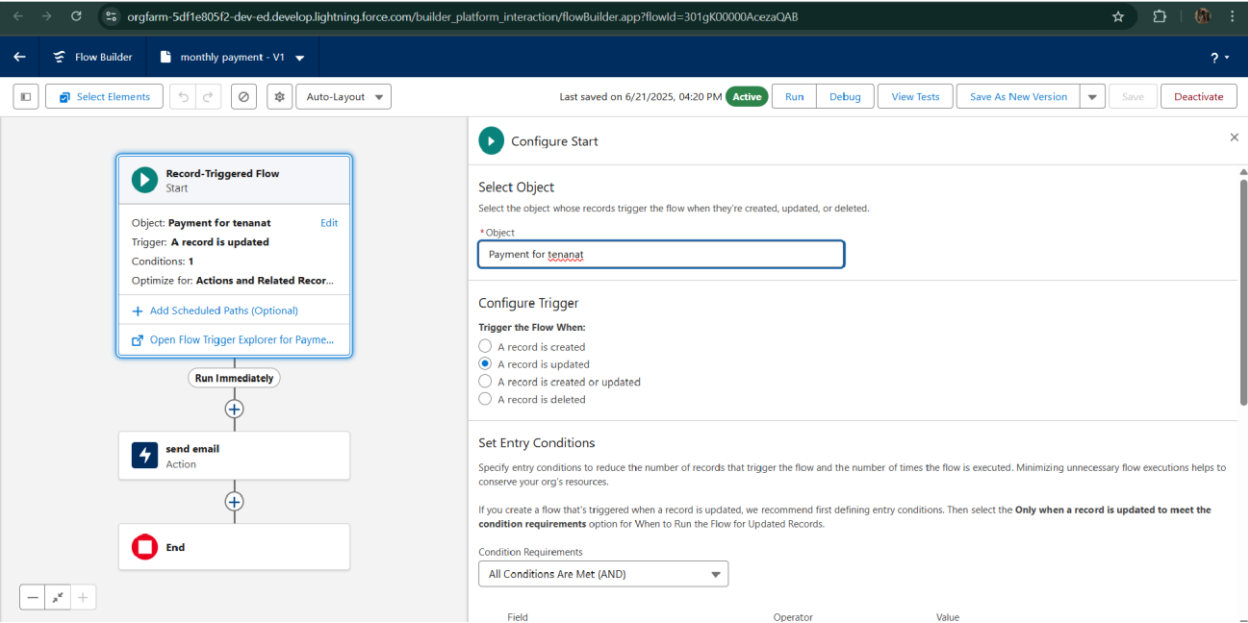 orgfarm-5df1e805f2-dev-ed.develop.lightning.force.com/builder_platform_interaction/flowBuilder.app?flowId=301gK00000AcezaQAB
Flow Builder
monthly payment - V1
?
Select Elements
Auto-Layout
Last saved on 6/21/2025, 04:20 PM
Active
Run
Debug
View Tests
Save As New Version
Save
Deactivate
Record-Triggered Flow
Start
Object: Payment for tenanat
Edit
Trigger: A record is updated
Conditions: 1
Optimize for: Actions and Related Recor...
+ Add Scheduled Paths (Optional)
Open Flow Trigger Explorer for Payme...
Run Immediately
send email
Action
End
Configure Start
Select Object
Select the object whose records trigger the flow when they're created, updated, or deleted.
*Object
Payment for tenanat
Configure Trigger
Trigger the Flow When:
A record is created
A record is updated
A record is created or updated
A record is deleted
Set Entry Conditions
Specify entry conditions to reduce the number of records that trigger the flow and the number of times the flow is executed. Minimizing unnecessary flow executions helps to
conserve your org's resources.
If you create a flow that's triggered when a record is updated, we recommend first defining entry conditions. Then select the Only when a record is updated to meet the
condition requirements option for When to Run the Flow for Updated Records.
Condition Requirements
All Conditions Are Met (AND)
Field
Operator
Value